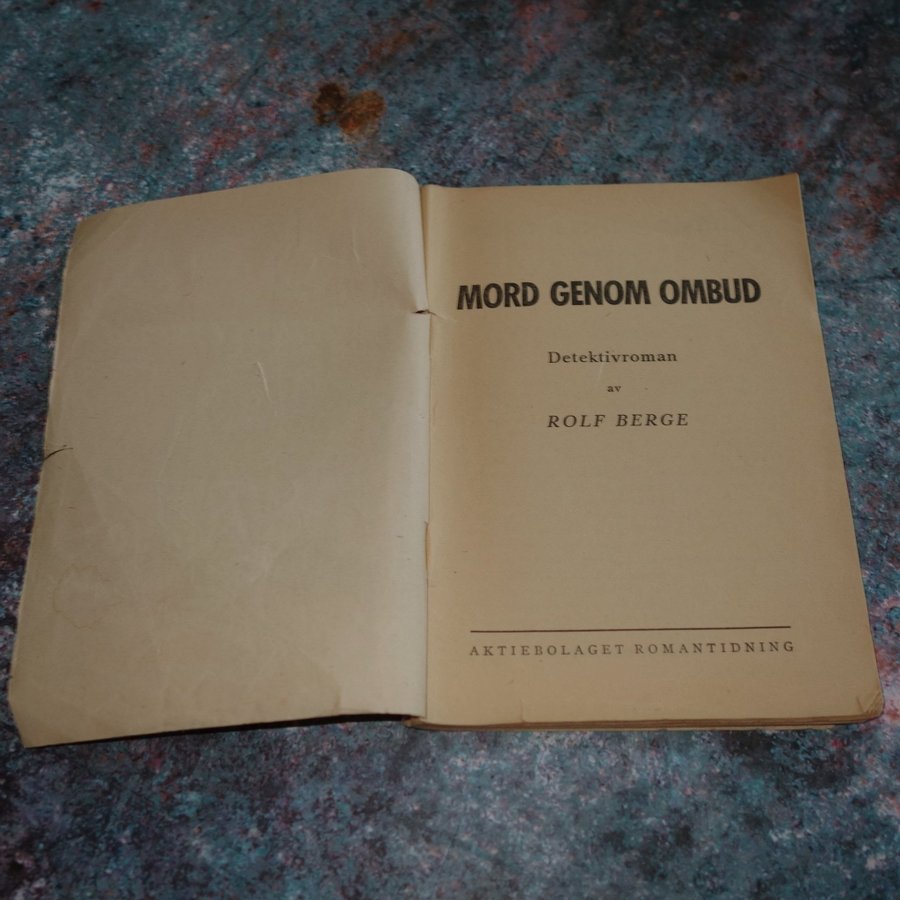 MORD GENOM OMBUD
Detektivroman
av
ROLF BERGE
AKTIEBOLAGET ROMANTIDNING